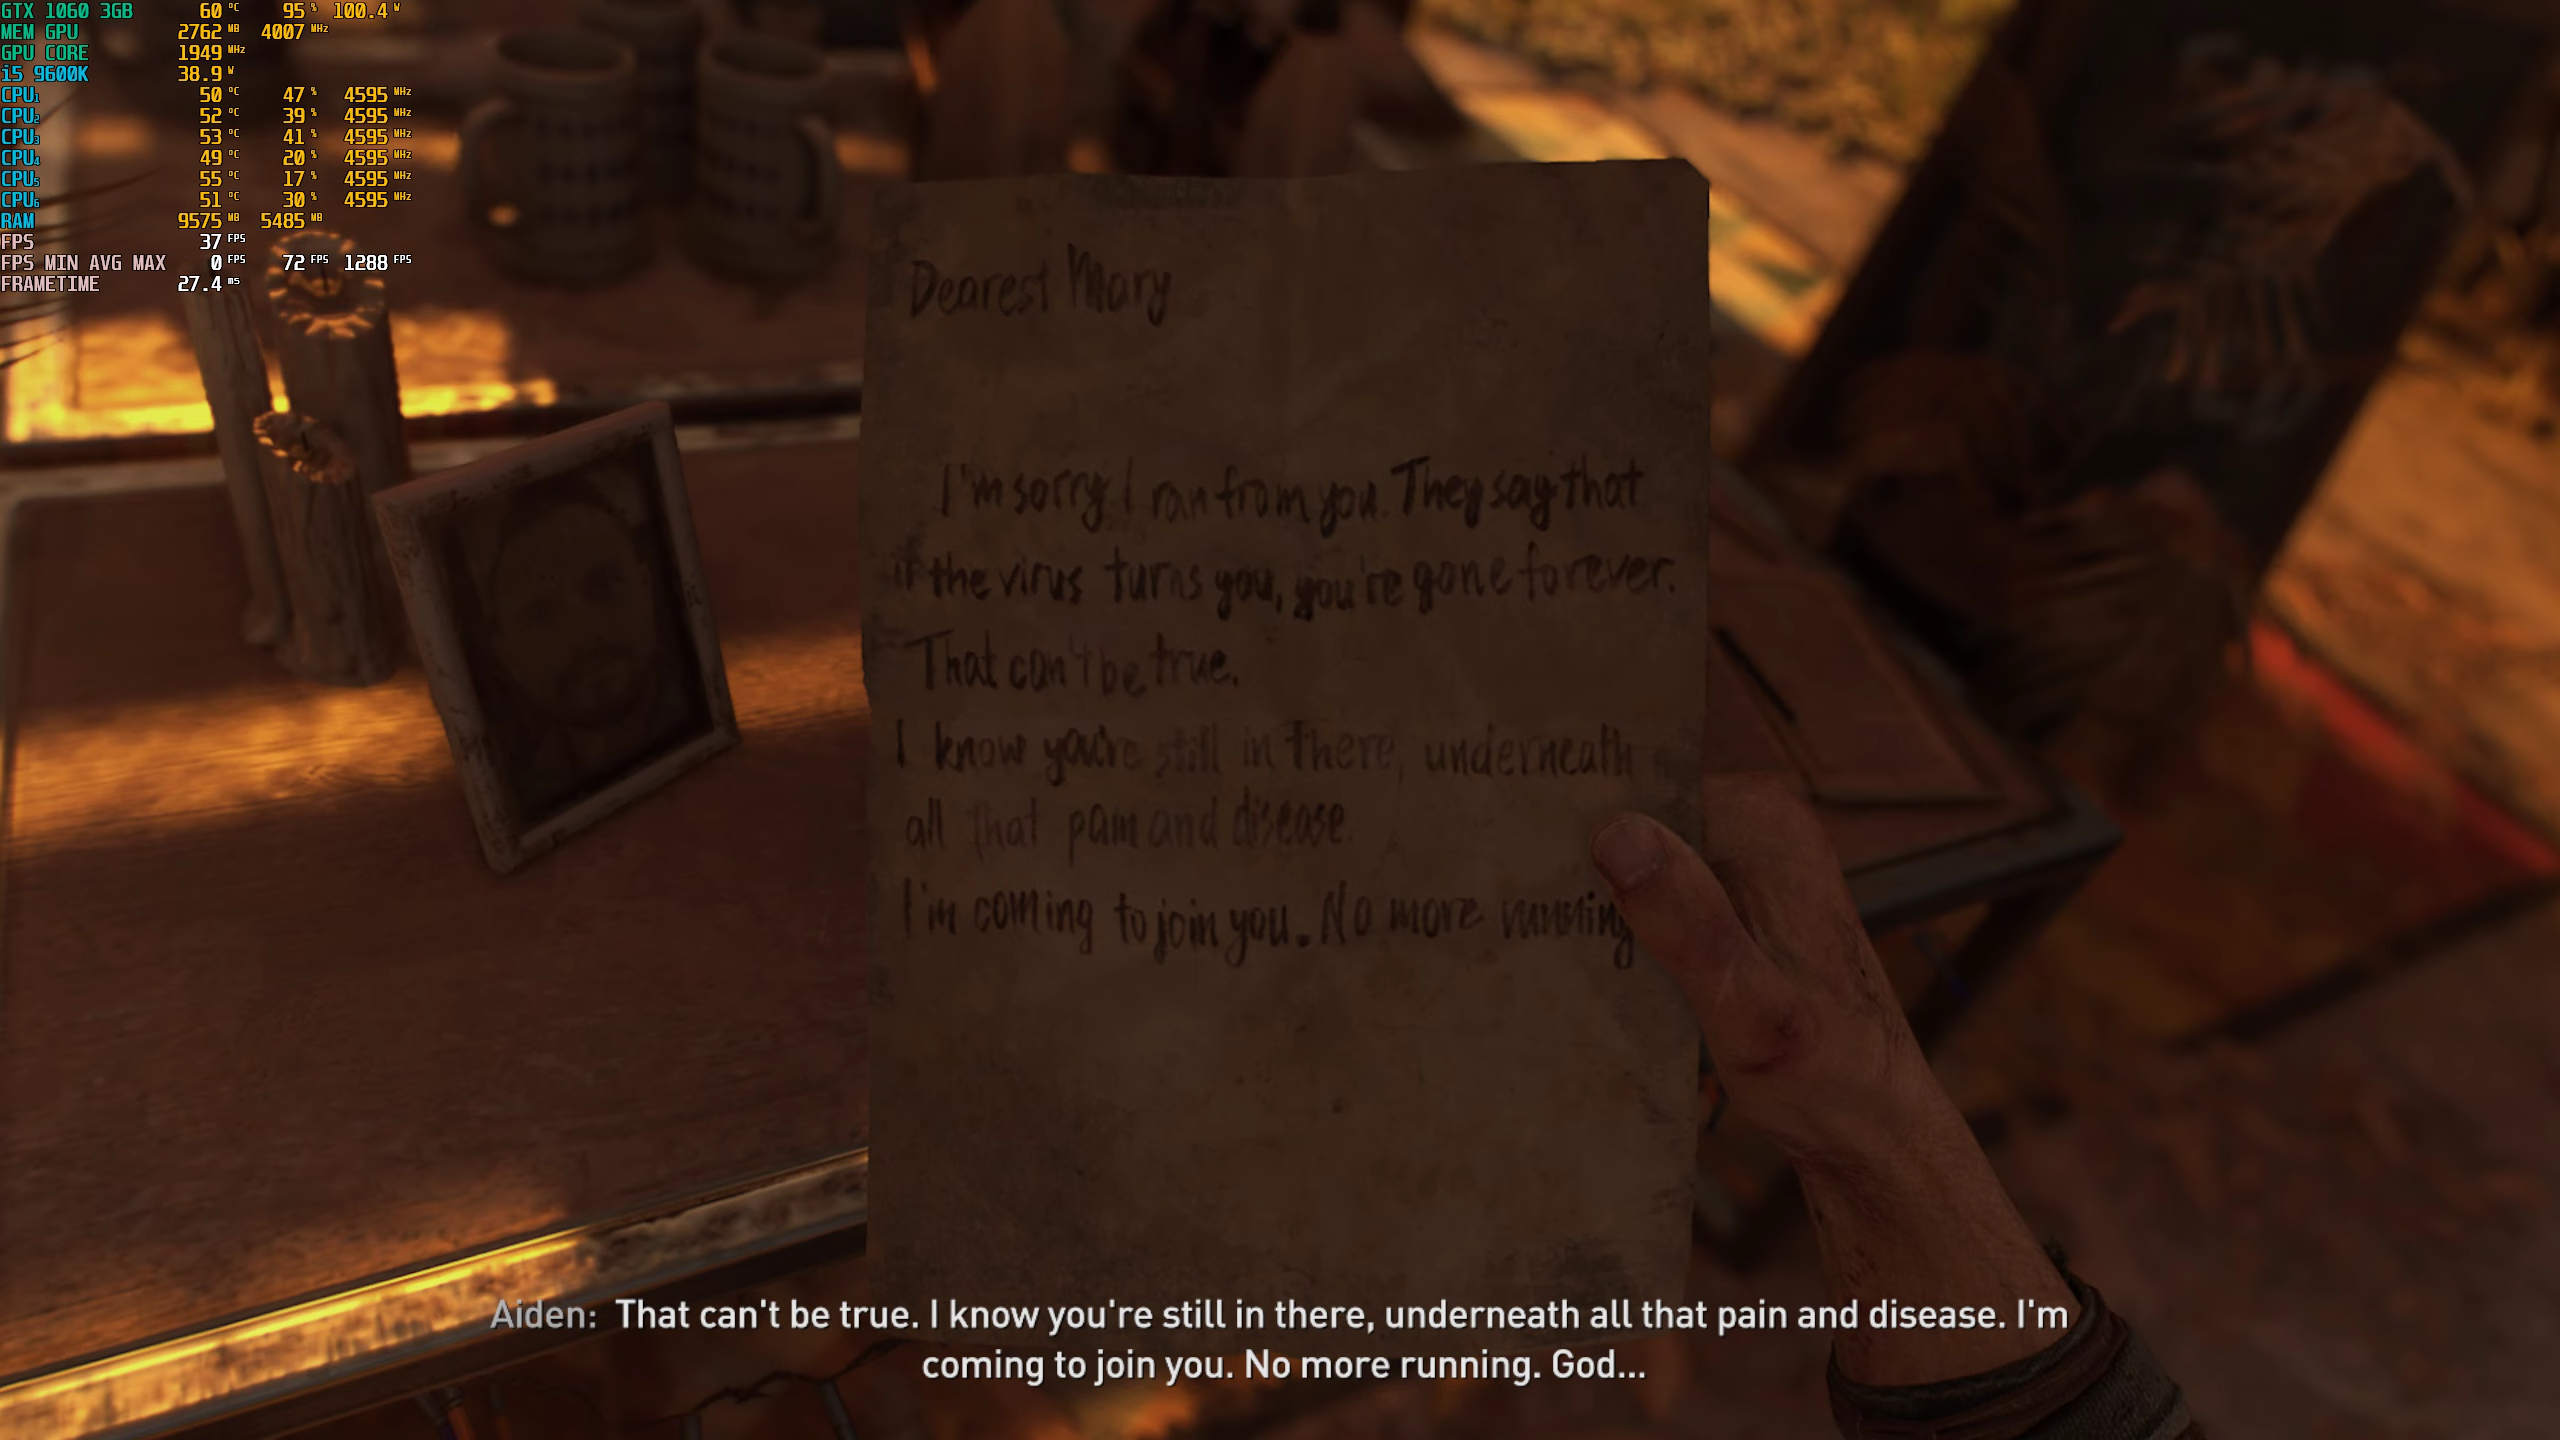 GTX 1060 3GB 60 °C 95 % 100.4 W
MEM GPU 2762 MB 4007 MHz
GPU CORE 1949 MHz
i5 9600K 38.9 W
CPU1 50 °C 47 % 4595 MHz
CPU2 52 °C 39 % 4595 MHz
CPU3 53 °C 41 % 4595 MHz
CPU4 49 °C 20 % 4595 MHz
CPU5 55 °C 17 % 4595 MHz
CPU6 51 °C 30 % 4595 MHz
RAM 9575 MB 5485 MB
FPS 37 FPS
FPS MIN AVG MAX 0 FPS 72 FPS 1288 FPS
FRAMETIME 27.4 ms
Dearest Mary
I'm sorry I ran from you. They say that
if the virus turns you, you're gone forever.
That can't be true.
I know you're still in there, underneath
all that pain and disease.
I'm coming to join you. No more running
Aiden: That can't be true. I know you're still in there, underneath all that pain and disease. I'm
coming to join you. No more running. God...